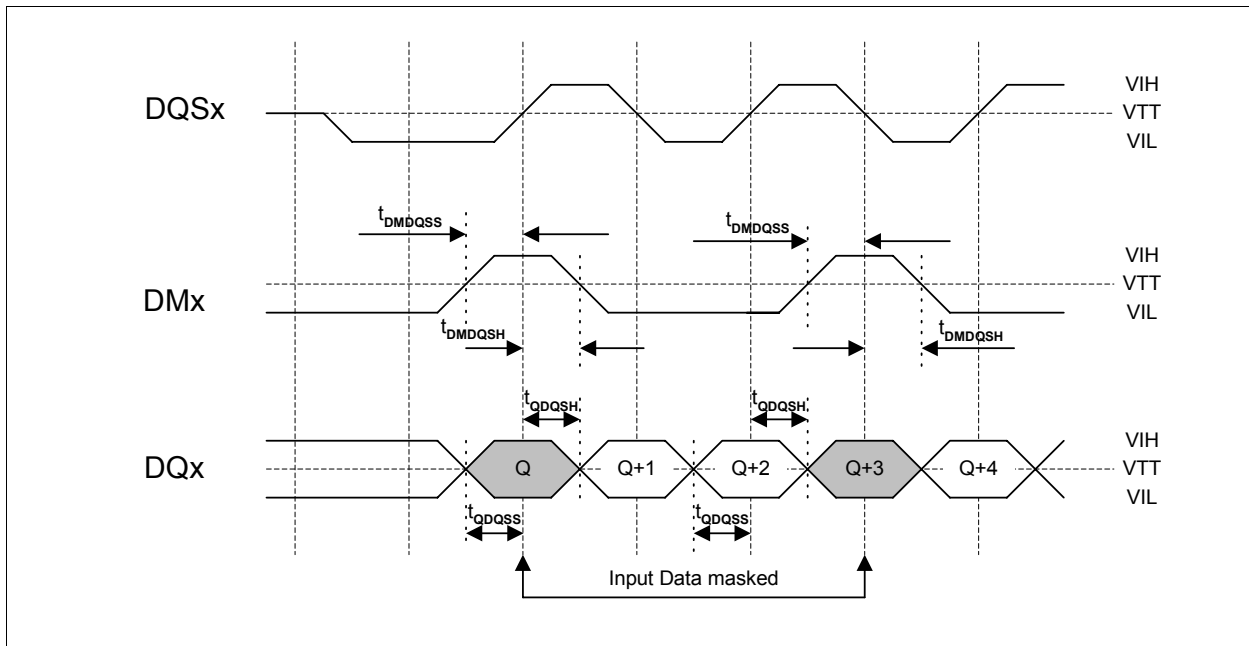 DQSx
VIH
VTT
VIL
tDMDQSS
tDMDQSS
DMx
VIH
VTT
VIL
tDMDQSH
tDMDQSH
tQDQSH
tQDQSH
DQx
Q
Q+1
Q+2
Q+3
Q+4
VIH
VTT
VIL
tQDQSS
tQDQSS
Input Data masked